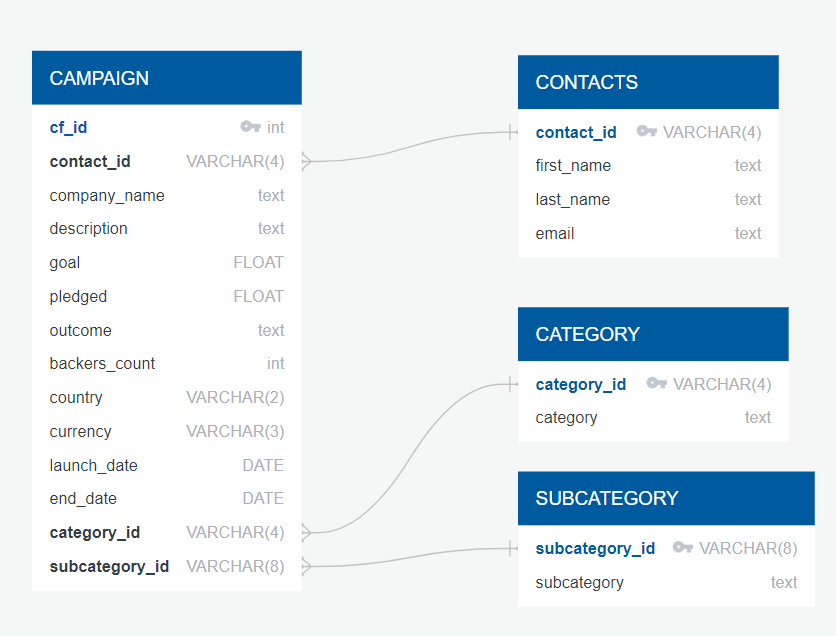 CAMPAIGN
cf_id int
contact_id VARCHAR(4)
company_name text
description text
goal FLOAT
pledged FLOAT
outcome text
backers_count int
country VARCHAR(2)
currency VARCHAR(3)
launch_date DATE
end_date DATE
category_id VARCHAR(4)
subcategory_id VARCHAR(8)
CONTACTS
contact_id VARCHAR(4)
first_name text
last_name text
email text
CATEGORY
category_id VARCHAR(4)
category text
SUBCATEGORY
subcategory_id VARCHAR(8)
subcategory text